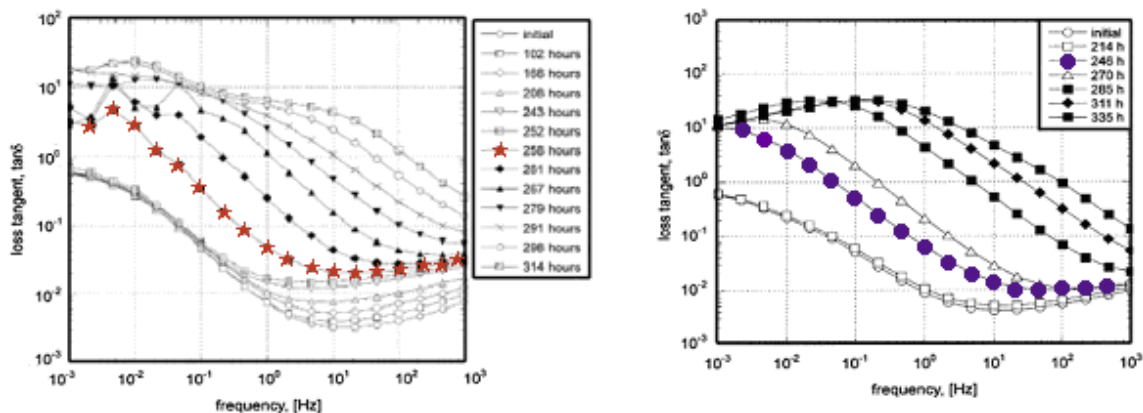 10²
10¹
10⁰
10⁻¹
10⁻²
10⁻³
loss tangent, tanδ
10⁻³ 10⁻² 10⁻¹ 10⁰ 10¹ 10² 10³
frequency, [Hz]
initial
102 hours
166 hours
208 hours
243 hours
252 hours
258 hours
261 hours
267 hours
279 hours
291 hours
298 hours
314 hours
10³
10²
10¹
10⁰
10⁻¹
10⁻²
10⁻³
loss tangent, tanδ
10⁻³ 10⁻² 10⁻¹ 10⁰ 10¹ 10² 10³
frequency, [Hz]
initial
214 h
246 h
270 h
285 h
311 h
335 h